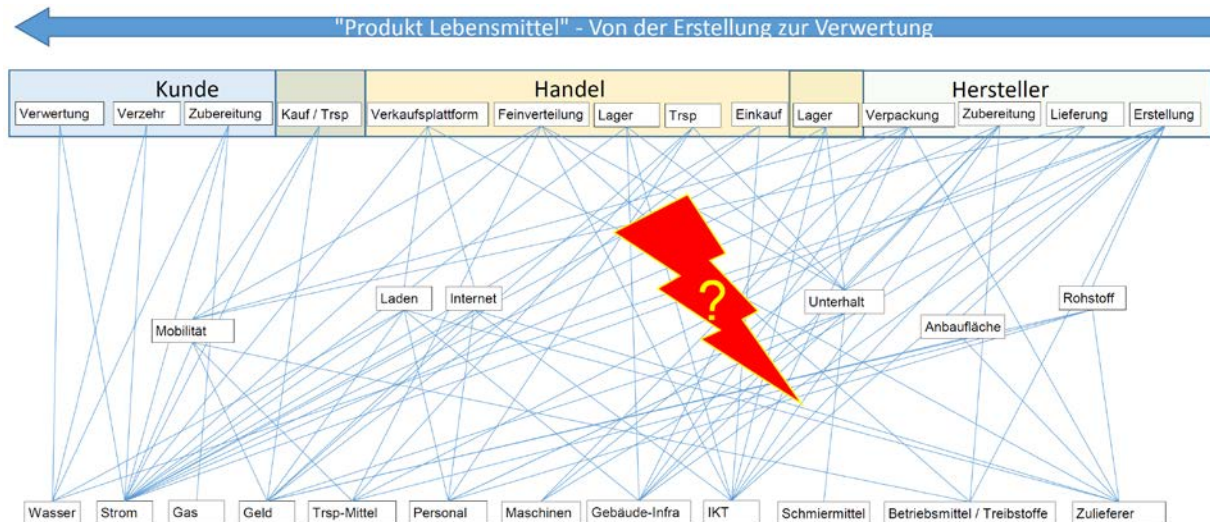 "Produkt Lebensmittel" - Von der Erstellung zur Verwertung
Kunde Handel Hersteller
Verwertung Verzehr Zubereitung Kauf / Trsp Verkaufsplattform Feinverteilung Lager Trsp Einkauf Lager Verpackung Zubereitung Lieferung Erstellung
?
Laden Internet Unterhalt Rohstoff
Mobilität Anbaufläche
Wasser Strom Gas Geld Trsp-Mittel Personal Maschinen Gebäude-Infra IKT Schmiermittel Betriebsmittel / Treibstoffe Zulieferer